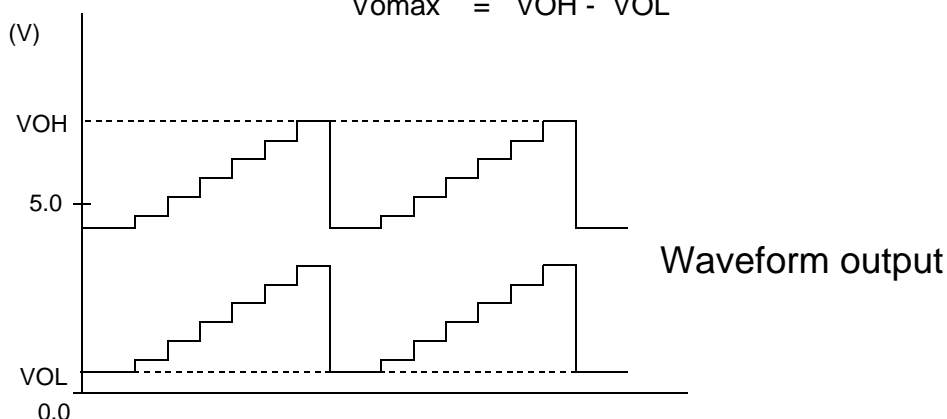 Vomax = VOH - VOL
(V)
VOH
5.0
Waveform output
VOL
0.0